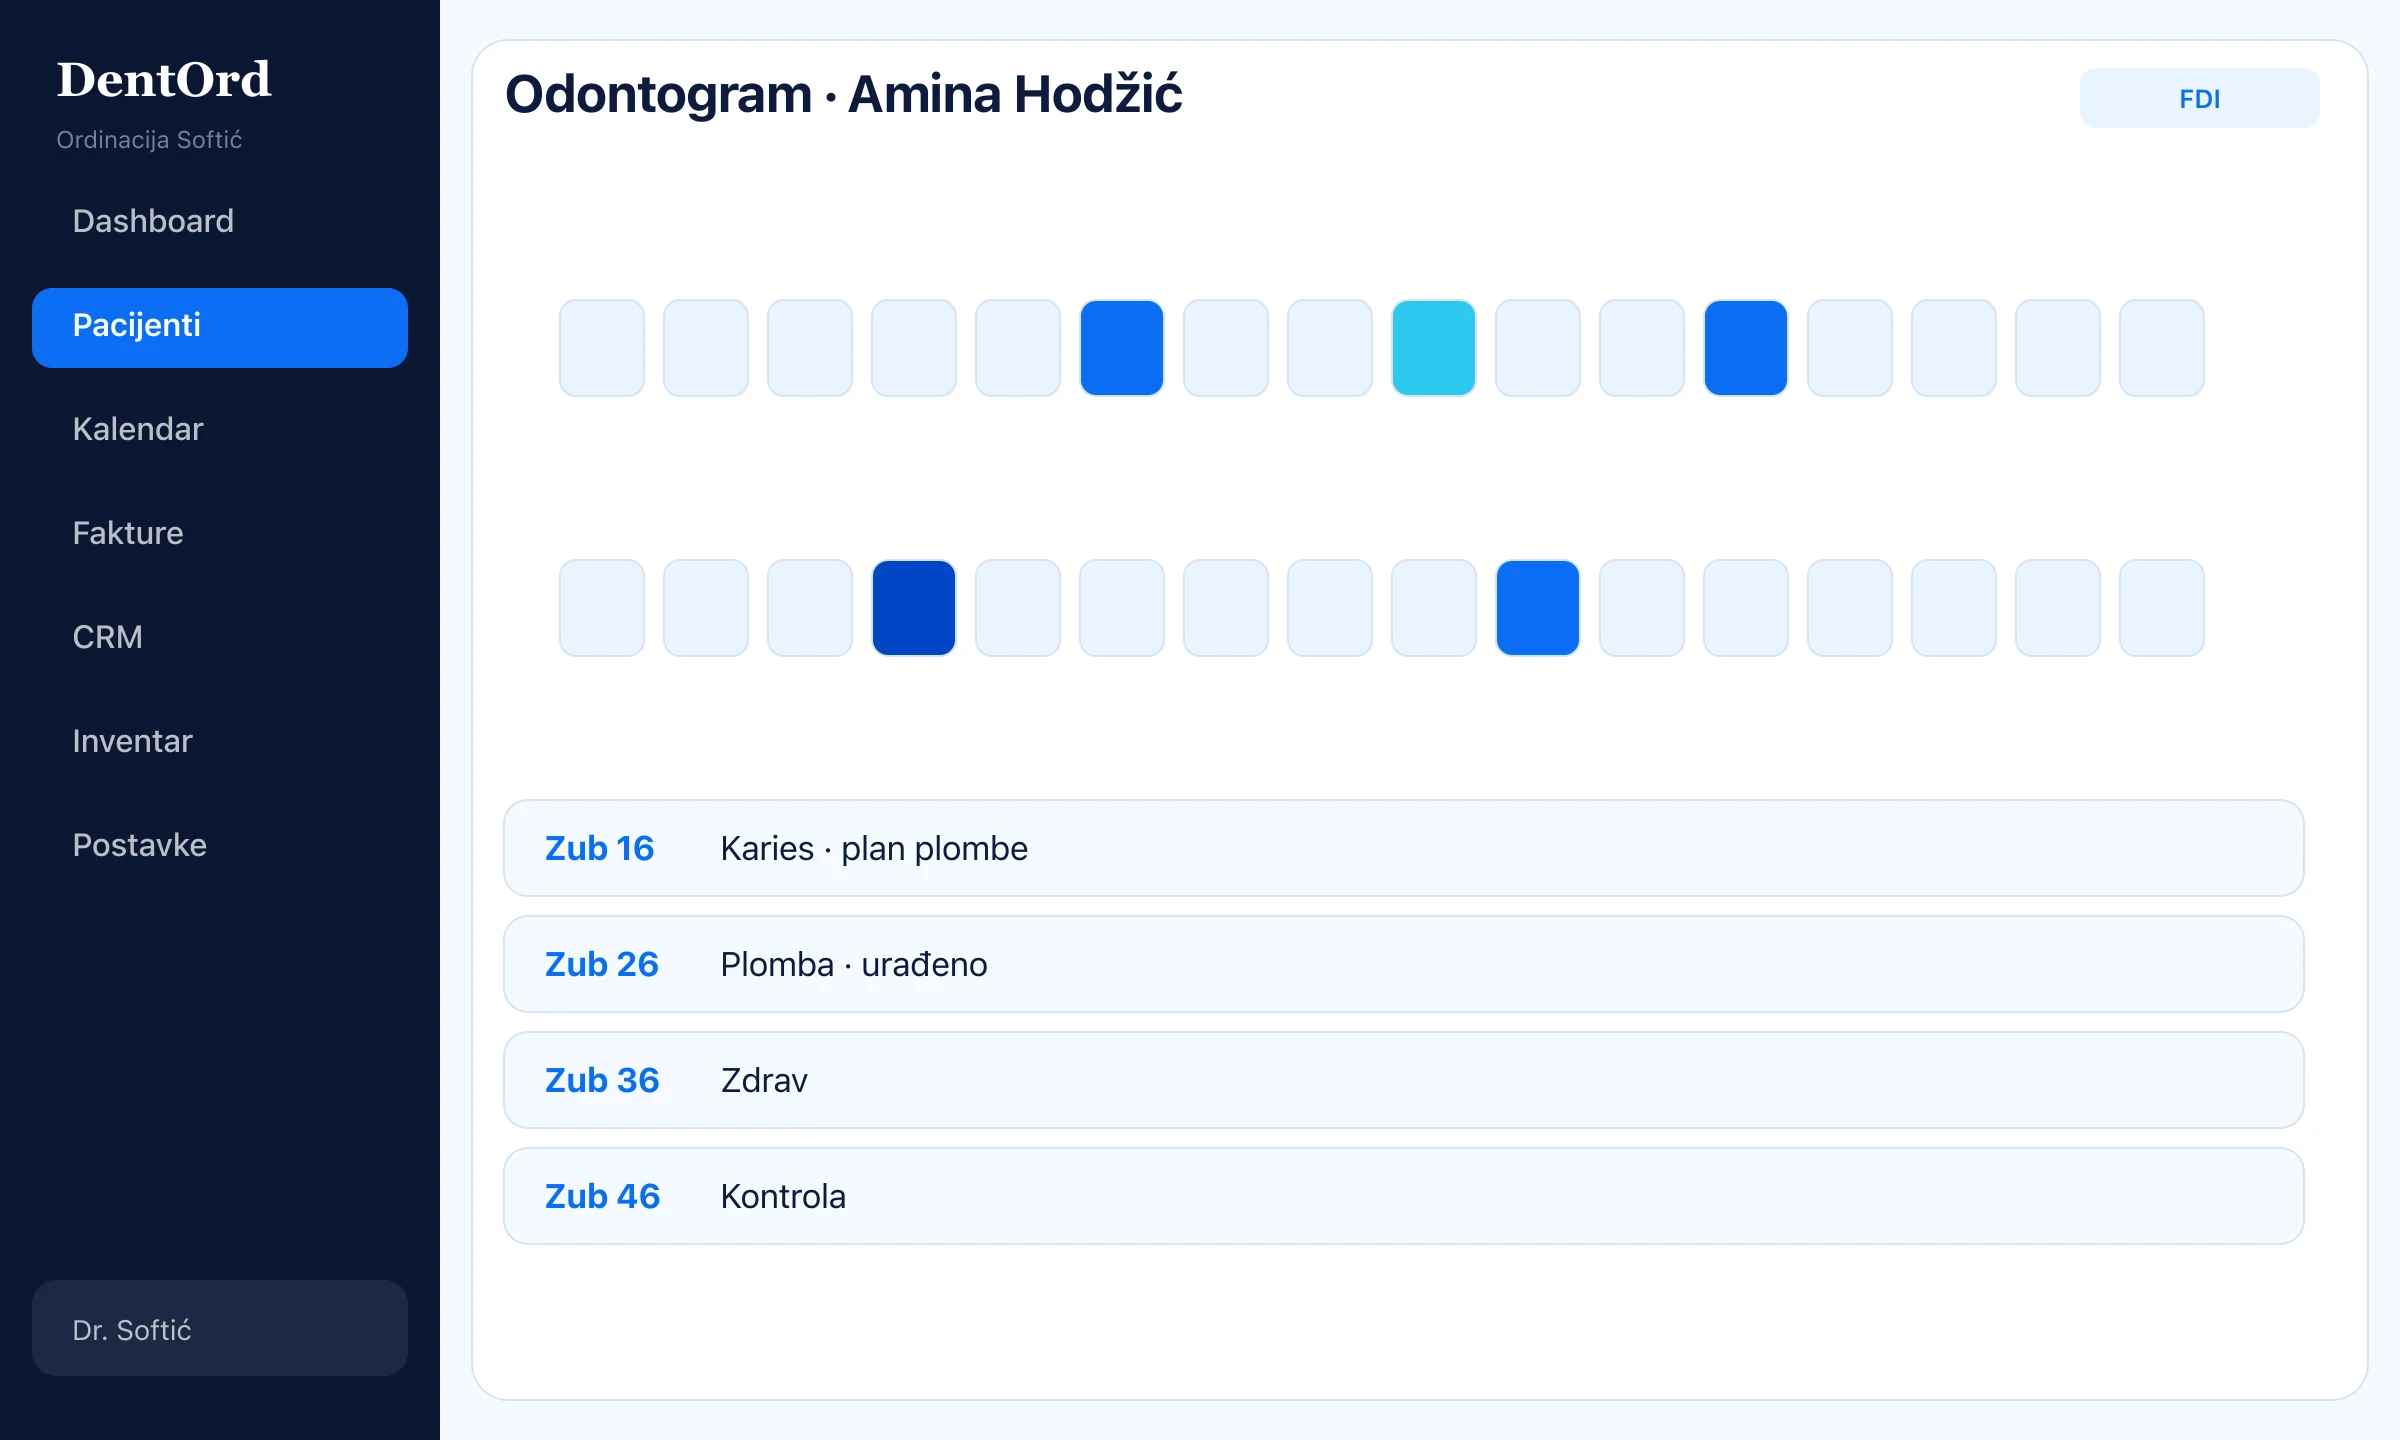 DentOrd
Ordinacija Softić
Dashboard
Pacijenti
Kalendar
Fakture
CRM
Inventar
Postavke
Dr. Softić
Odontogram · Amina Hodžić
FDI
Zub 16 Karies · plan plombe
Zub 26 Plomba · urađeno
Zub 36 Zdrav
Zub 46 Kontrola